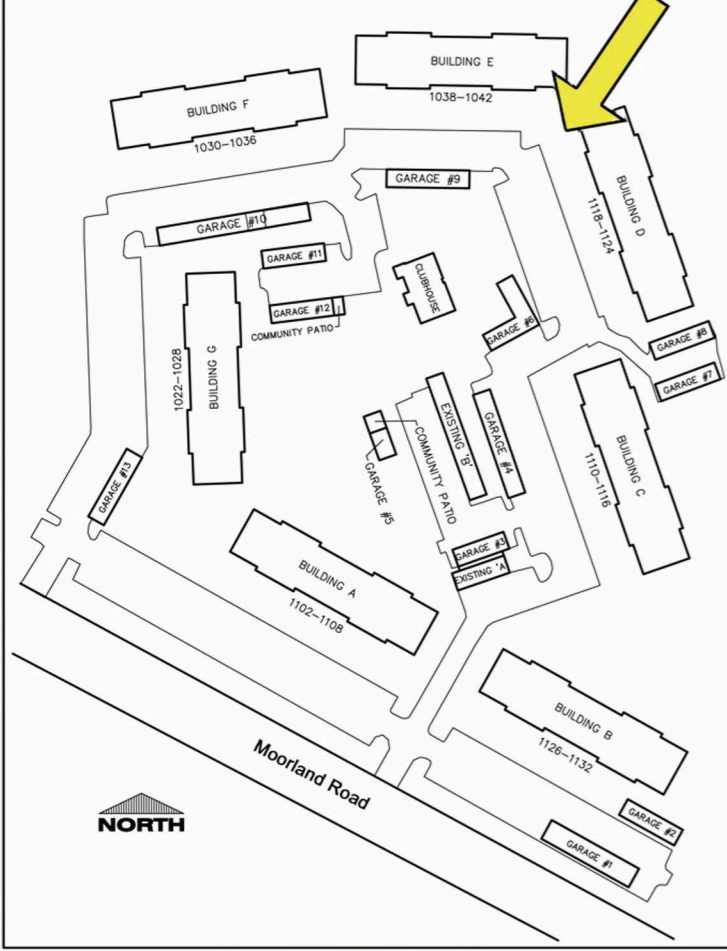 BUILDING E
1038-1042
BUILDING F
1030-1036
GARAGE #9
BUILDING D
1118-1124
GARAGE #10
GARAGE #11
CLUBHOUSE
GARAGE #12
COMMUNITY PATIO
GARAGE #6
GARAGE #8
GARAGE #7
BUILDING G
1022-1028
EXISTING 'B'
GARAGE #4
COMMUNITY PATIO
GARAGE #5
BUILDING C
1110-1116
GARAGE #13
GARAGE #3
EXISTING 'A'
BUILDING A
1102-1108
BUILDING B
1126-1132
Moorland Road
NORTH
GARAGE #2
GARAGE #1